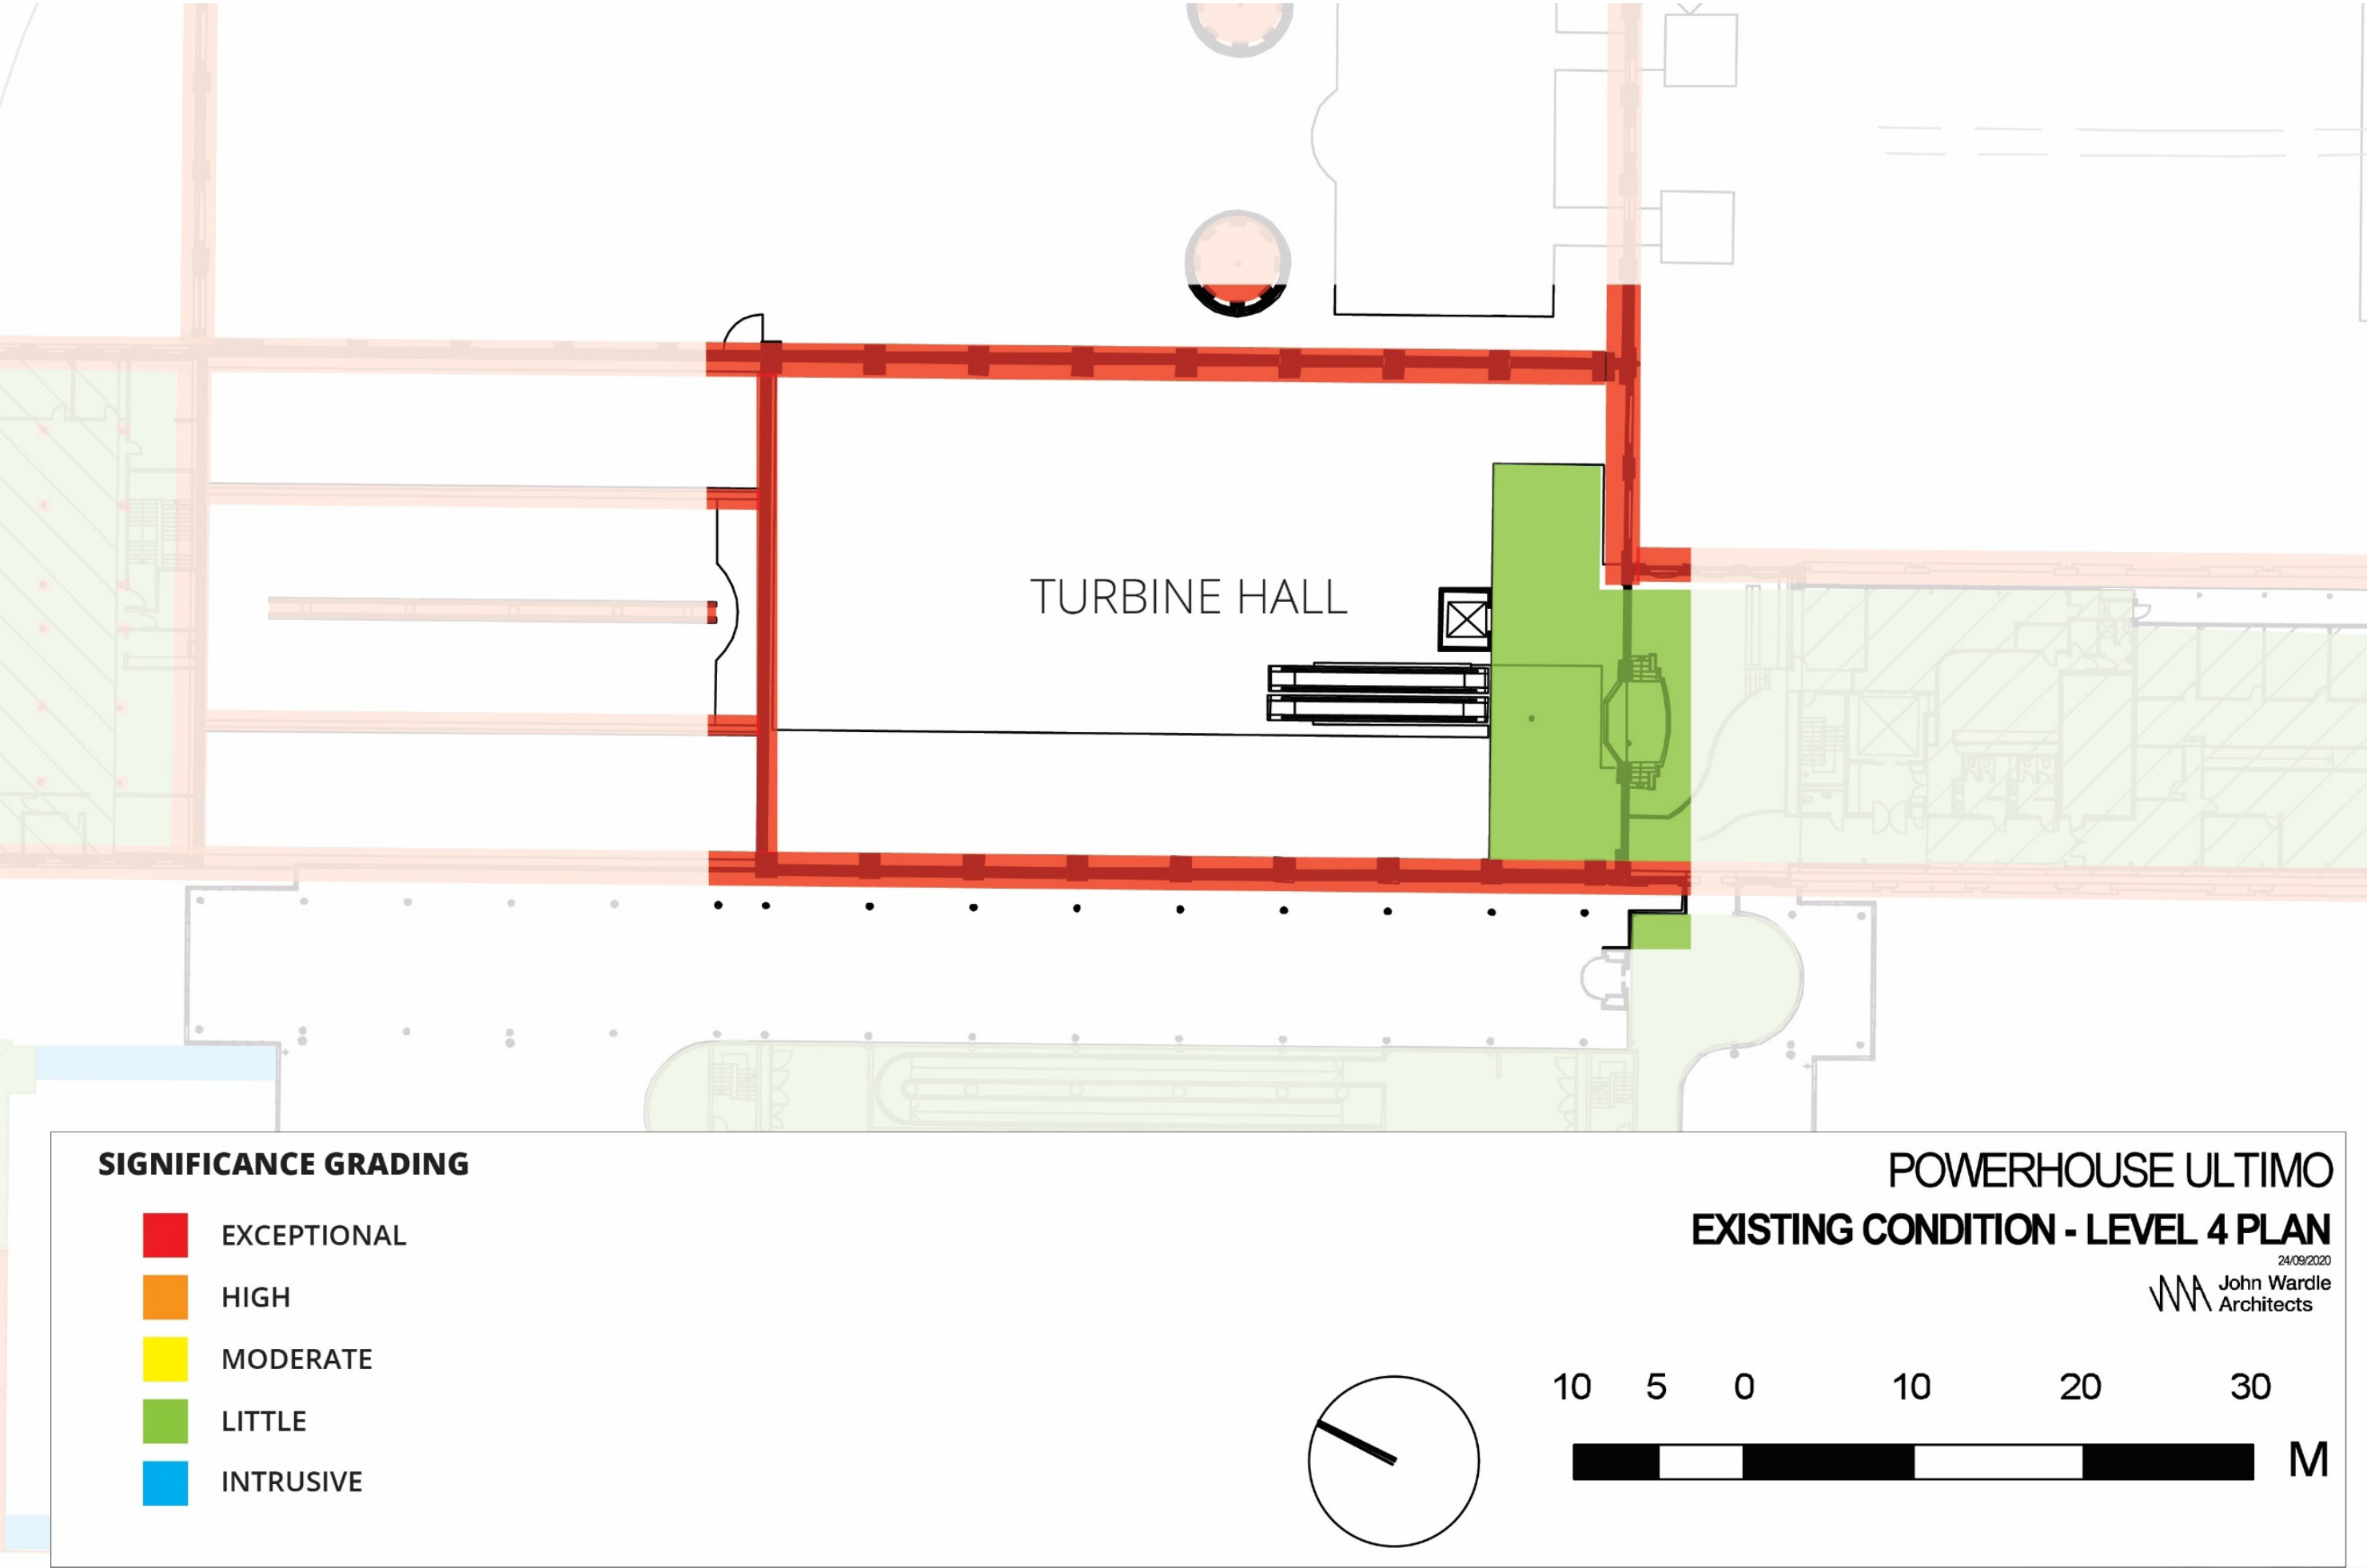 TURBINE HALL
SIGNIFICANCE GRADING
EXCEPTIONAL
HIGH
MODERATE
LITTLE
INTRUSIVE
POWERHOUSE ULTIMO
EXISTING CONDITION - LEVEL 4 PLAN
24/09/2020
John Wardle
Architects
10 5 0 10 20 30
M